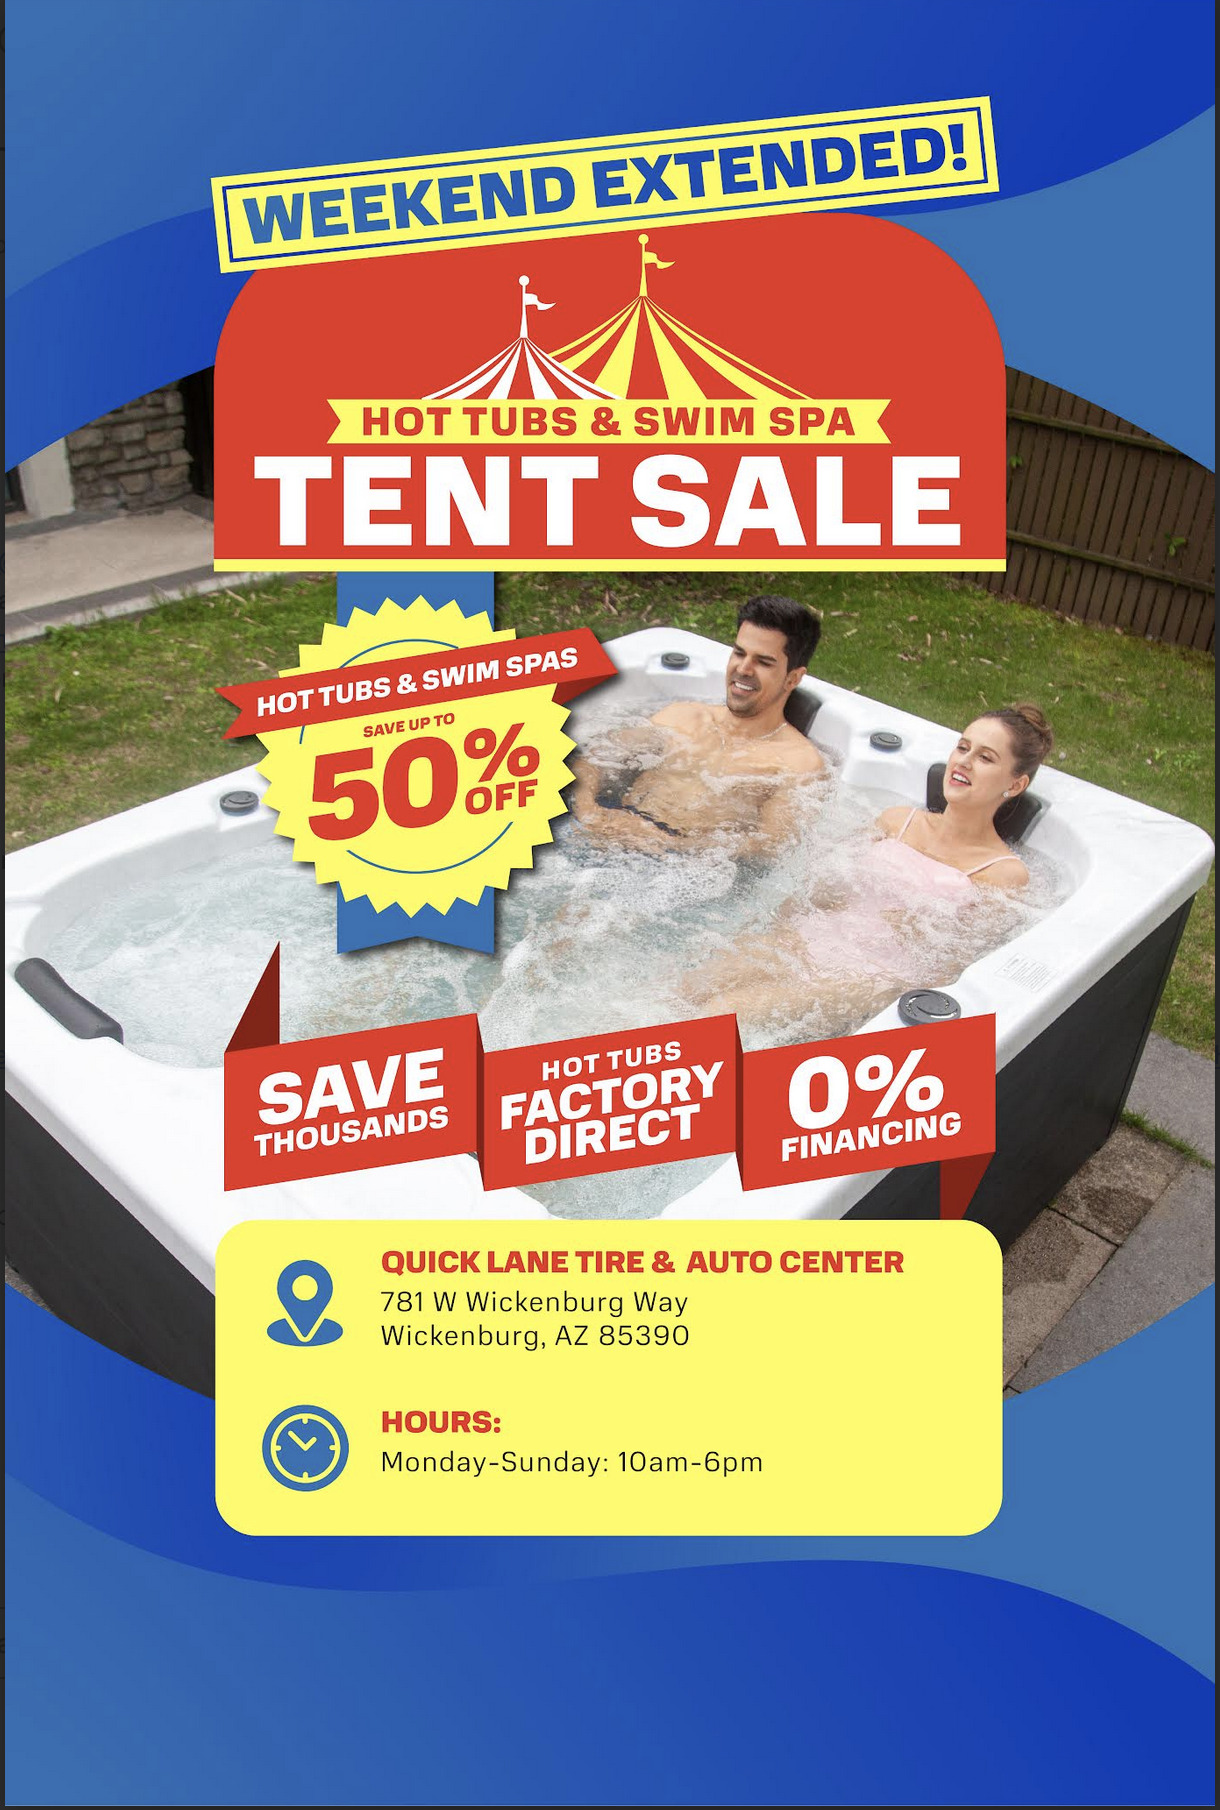 WEEKEND EXTENDED!
HOT TUBS & SWIM SPA
TENT SALE
HOT TUBS & SWIM SPAS
SAVE UP TO
50% OFF
SAVE
THOUSANDS
HOT TUBS
FACTORY
DIRECT
0%
FINANCING
QUICK LANE TIRE & AUTO CENTER
781 W Wickenburg Way
Wickenburg, AZ 85390
HOURS:
Monday-Sunday: 10am-6pm